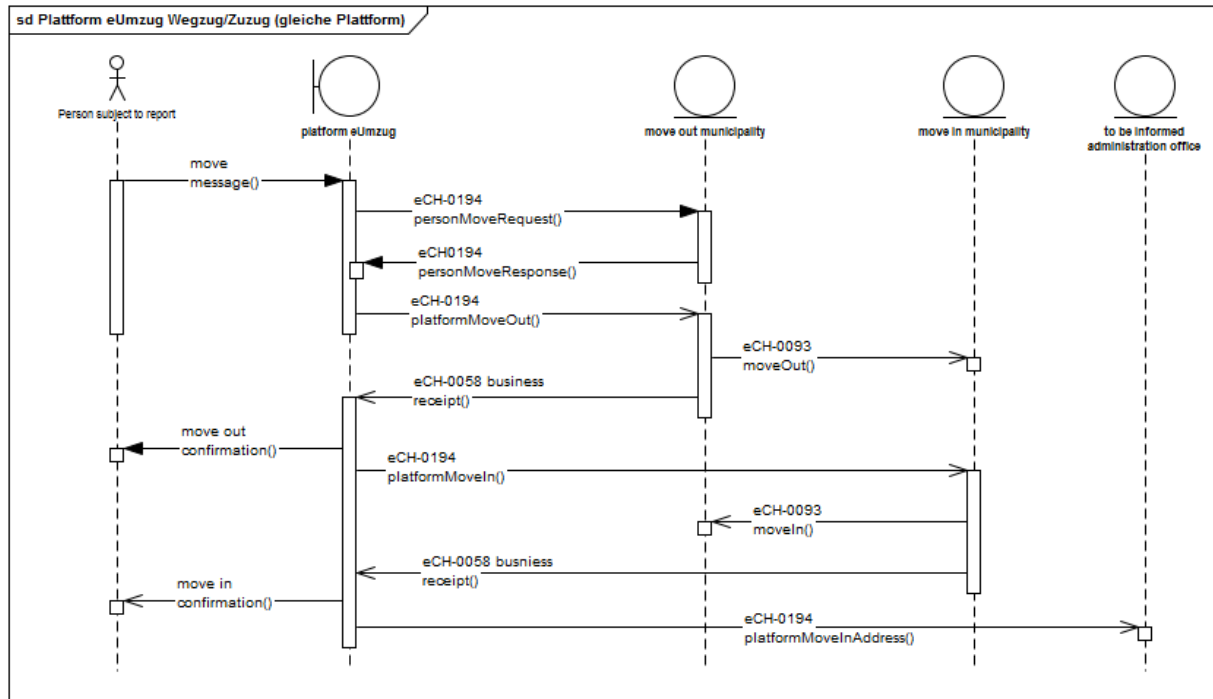 sd Plattform eUmzug Wegzug/Zuzug (gleiche Plattform)
Person subject to report
platform eUmzug
move out municipality
move in municipality
to be informed
administration office
move
message()
eCH-0194
personMoveRequest()
eCH0194
personMoveResponse()
eCH-0194
platformMoveOut()
eCH-0093
moveOut()
eCH-0058 business
receipt()
move out
confirmation()
eCH-0194
platformMoveIn()
eCH-0093
moveIn()
eCH-0058 busniess
receipt()
move in
confirmation()
eCH-0194
platformMoveInAddress()